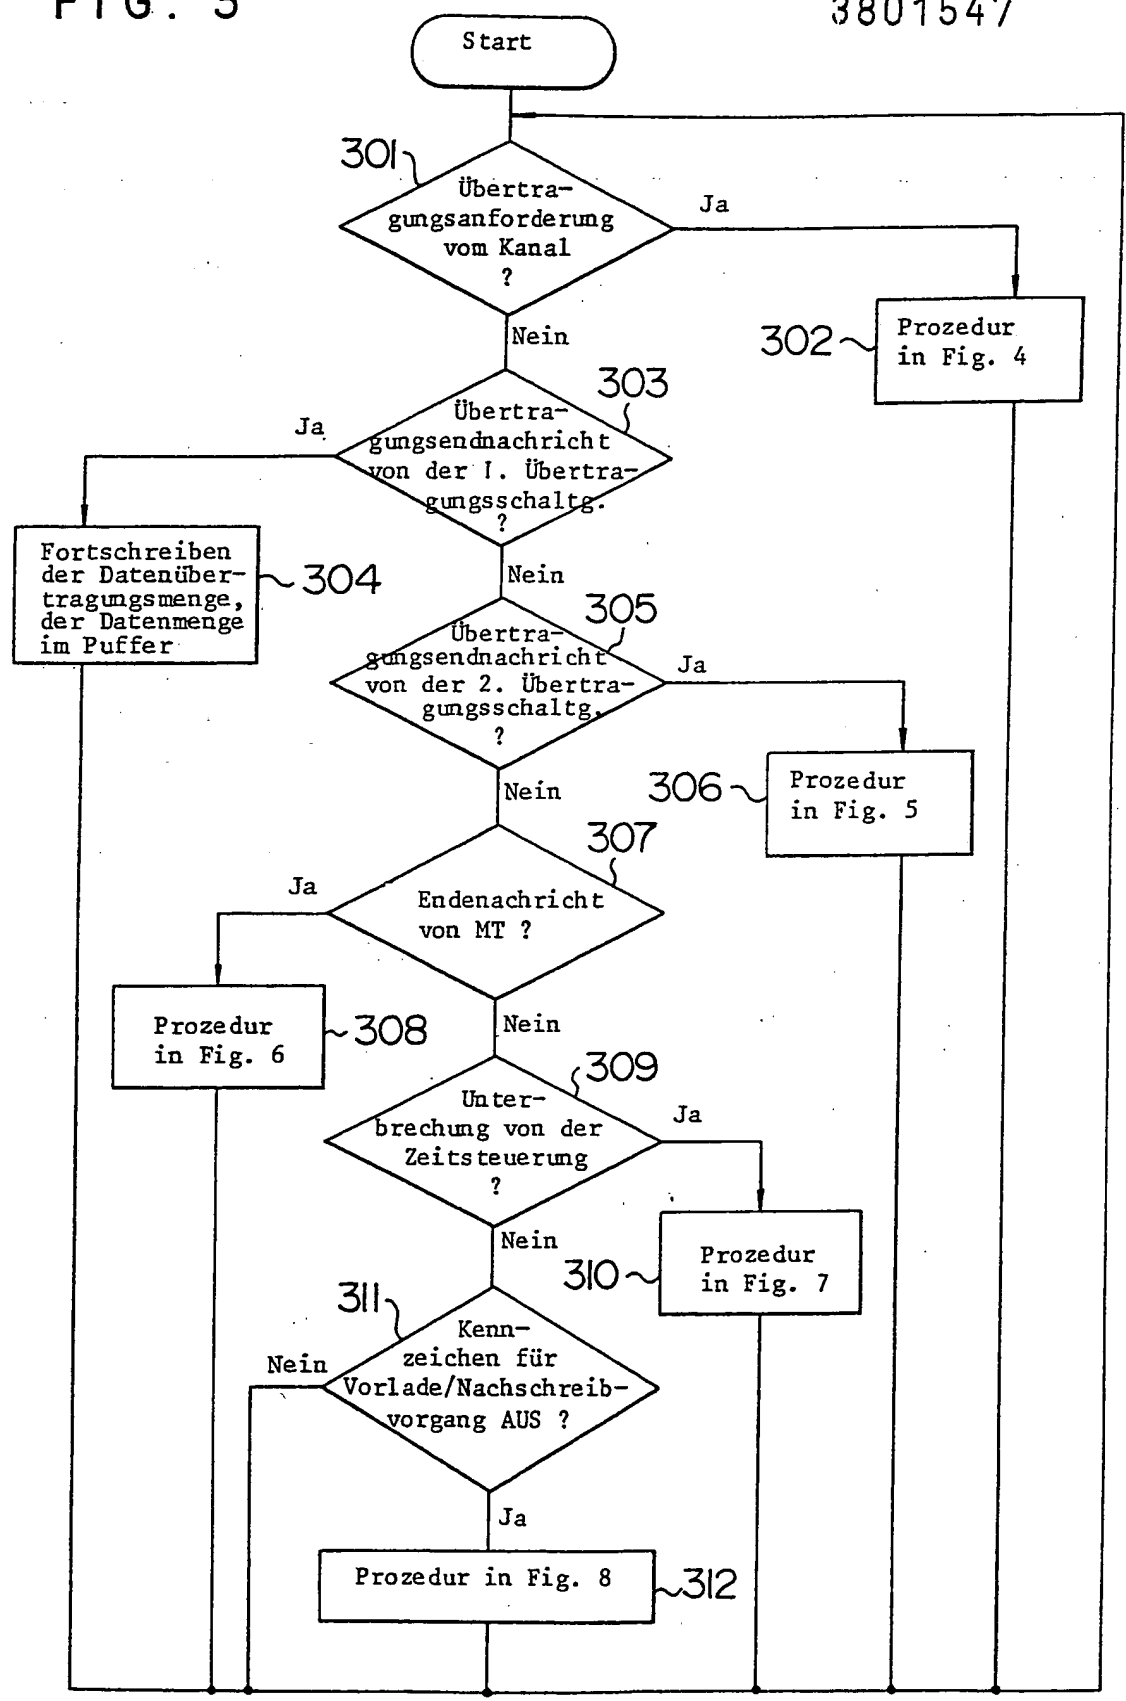 FIG. 3
3801547
Start
301
Übertra-
gungsanforderung
vom Kanal
?
Ja
Nein
302
Prozedur
in Fig. 4
303
Übertra-
gungsendnachricht
von der 1. Übertra-
gungsschaltg.
?
Ja
Nein
304
Fortschreiben
der Datenüber-
tragungsmenge,
der Datenmenge
im Puffer
305
Übertra-
gungsendnachricht
von der 2. Übertra-
gungsschaltg.
?
Ja
Nein
306
Prozedur
in Fig. 5
307
Endenachricht
von MT ?
Ja
Nein
308
Prozedur
in Fig. 6
309
Unter-
brechung von der
Zeitsteuerung
?
Ja
Nein
310
Prozedur
in Fig. 7
311
Kenn-
zeichen für
Vorlade/Nachschreib-
vorgang AUS ?
Nein
Ja
Prozedur in Fig. 8
312